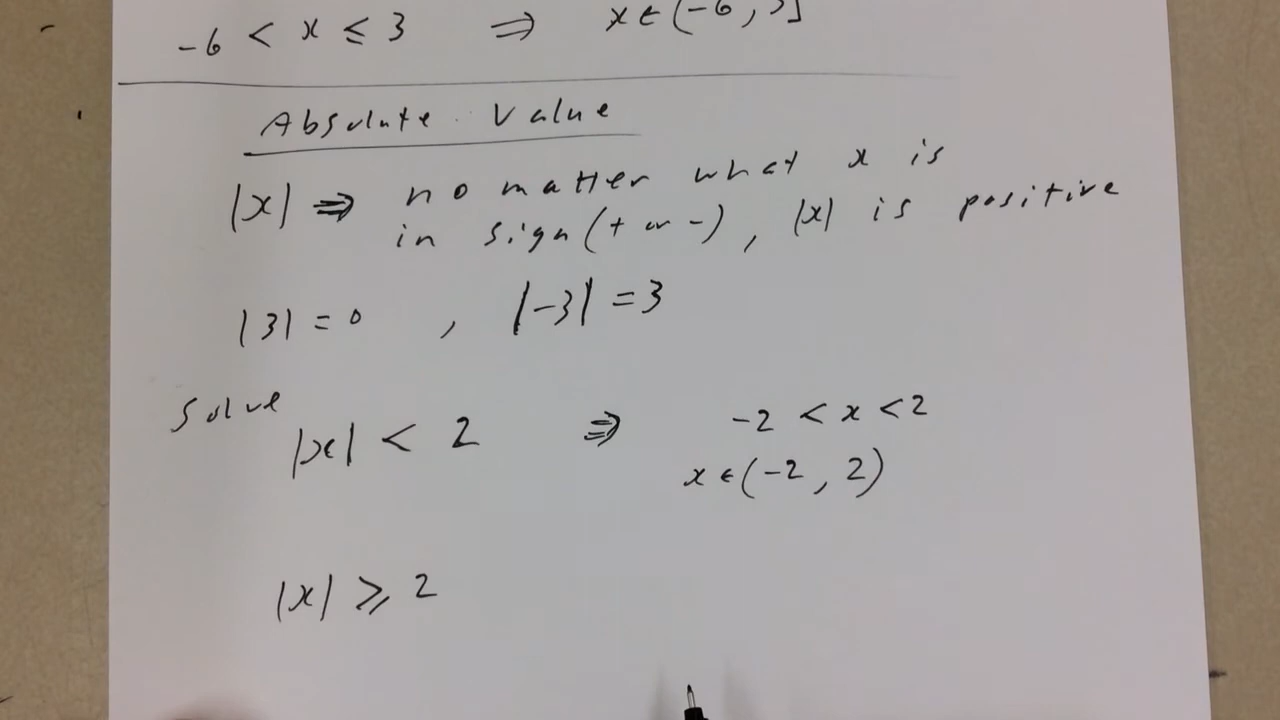 -6 < x ≤ 3 ⇒ x ∈ (-6, 3]
Absolute Value
|x| ⇒ no matter what x is
in sign (+ or -), |x| is positive
|3| = 0 , |-3| = 3
Solve
|x| < 2 ⇒ -2 < x < 2
x ∈ (-2, 2)
|x| ≥ 2